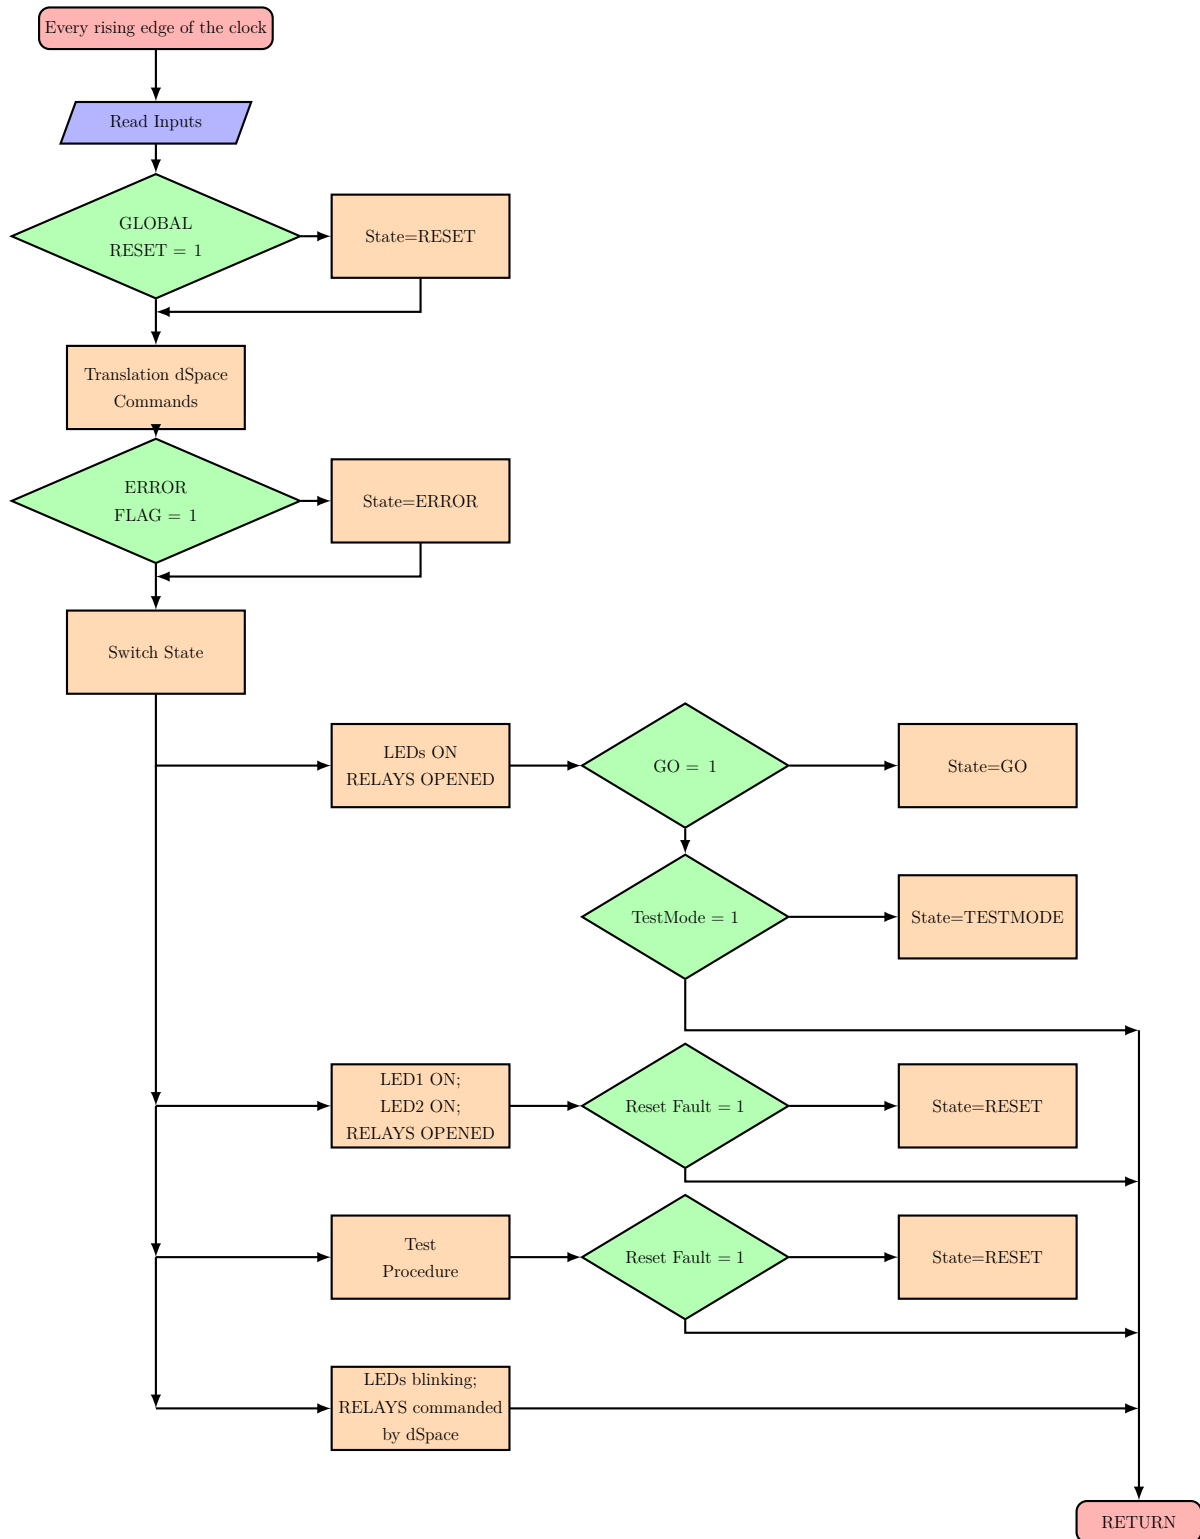 Every rising edge of the clock
Read Inputs
GLOBAL
RESET = 1
State=RESET
Translation dSpace
Commands
ERROR
FLAG = 1
State=ERROR
Switch State
LEDs ON
RELAYS OPENED
GO = 1
State=GO
TestMode = 1
State=TESTMODE
LED1 ON;
LED2 ON;
RELAYS OPENED
Reset Fault = 1
State=RESET
Test
Procedure
Reset Fault = 1
State=RESET
LEDs blinking;
RELAYS commanded
by dSpace
RETURN